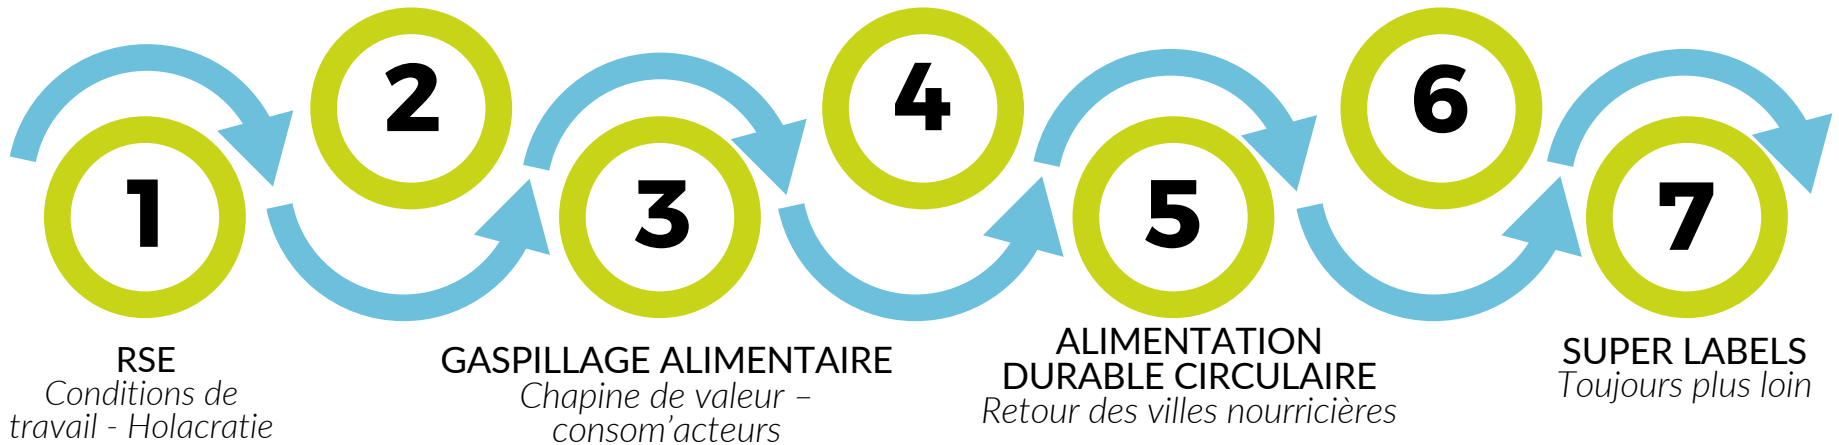 1
2
3
4
5
6
7
RSE
Conditions de
travail - Holacratie
GASPILLAGE ALIMENTAIRE
Chapine de valeur –
consom'acteurs
ALIMENTATION
DURABLE CIRCULAIRE
Retour des villes nourricières
SUPER LABELS
Toujours plus loin